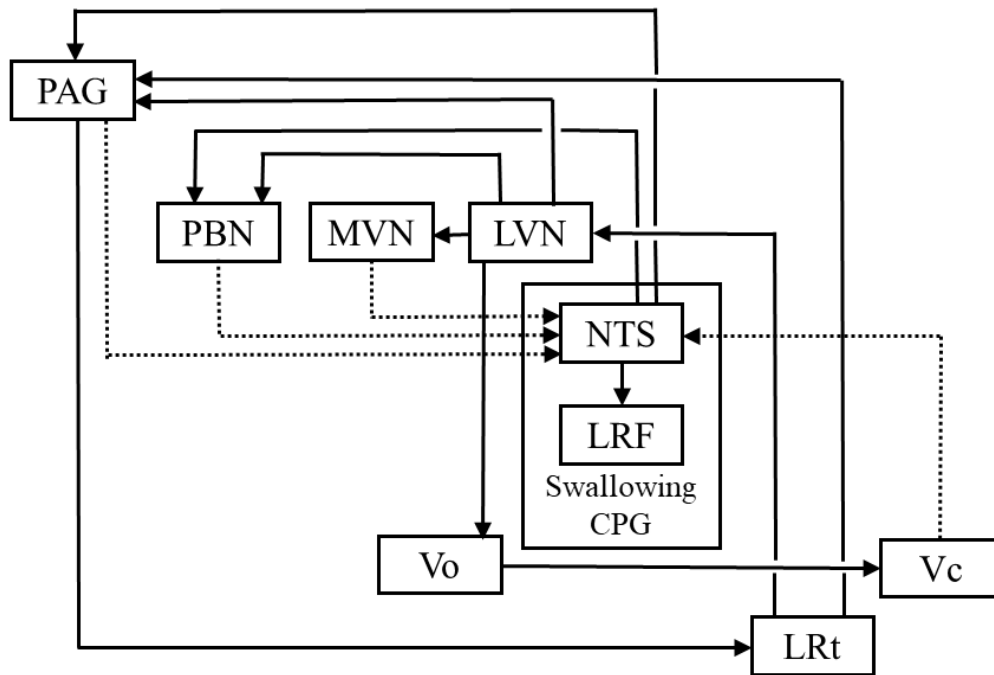 PAG
PBN
MVN
LVN
NTS
LRF
Swallowing
CPG
Vo
Vc
LRt